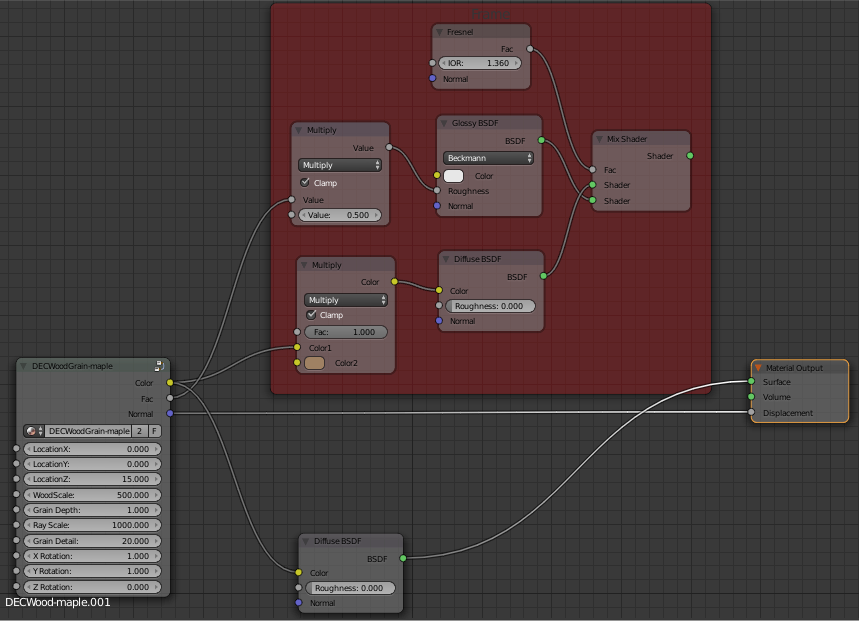 Fresnel
Fac
IOR: 1.360
Normal
Multiply
Value
Multiply
Clamp
Value
Value: 0.500
Glossy BSDF
BSDF
Beckmann
Color
Roughness
Normal
Mix Shader
Shader
Fac
Shader
Shader
Multiply
Color
Multiply
Clamp
Fac: 1.000
Color1
Color2
Diffuse BSDF
BSDF
Color
Roughness: 0.000
Normal
DECWoodGrain-maple
Color
Fac
Normal
DECWoodGrain-maple 2 F
LocationX: 0.000
LocationY: 0.000
LocationZ: 15.000
WoodScale: 500.000
Grain Depth: 1.000
Ray Scale: 1000.000
Grain Detail: 20.000
X Rotation: 1.000
Y Rotation: 1.000
Z Rotation: 0.000
Material Output
Surface
Volume
Displacement
Diffuse BSDF
BSDF
Color
Roughness: 0.000
Normal
DECWood-maple.001